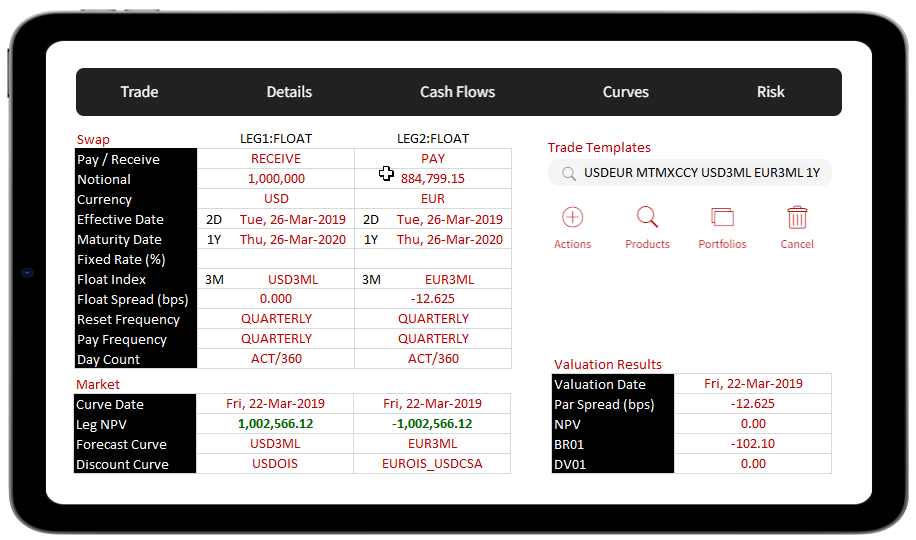 Trade Details Cash Flows Curves Risk
Swap LEG1:FLOAT LEG2:FLOAT
Pay / Receive RECEIVE PAY
Notional 1,000,000 884,799.15
Currency USD EUR
Effective Date 2D Tue, 26-Mar-2019 2D Tue, 26-Mar-2019
Maturity Date 1Y Thu, 26-Mar-2020 1Y Thu, 26-Mar-2020
Fixed Rate (%)
Float Index 3M USD3ML 3M EUR3ML
Float Spread (bps) 0.000 -12.625
Reset Frequency QUARTERLY QUARTERLY
Pay Frequency QUARTERLY QUARTERLY
Day Count ACT/360 ACT/360
Market
Curve Date Fri, 22-Mar-2019 Fri, 22-Mar-2019
Leg NPV 1,002,566.12 -1,002,566.12
Forecast Curve USD3ML EUR3ML
Discount Curve USDOIS EUROIS_USDCSA
Trade Templates
USDEUR MTMXCCY USD3ML EUR3ML 1Y
Actions Products Portfolios Cancel
Valuation Results
Valuation Date Fri, 22-Mar-2019
Par Spread (bps) -12.625
NPV 0.00
BR01 -102.10
DV01 0.00